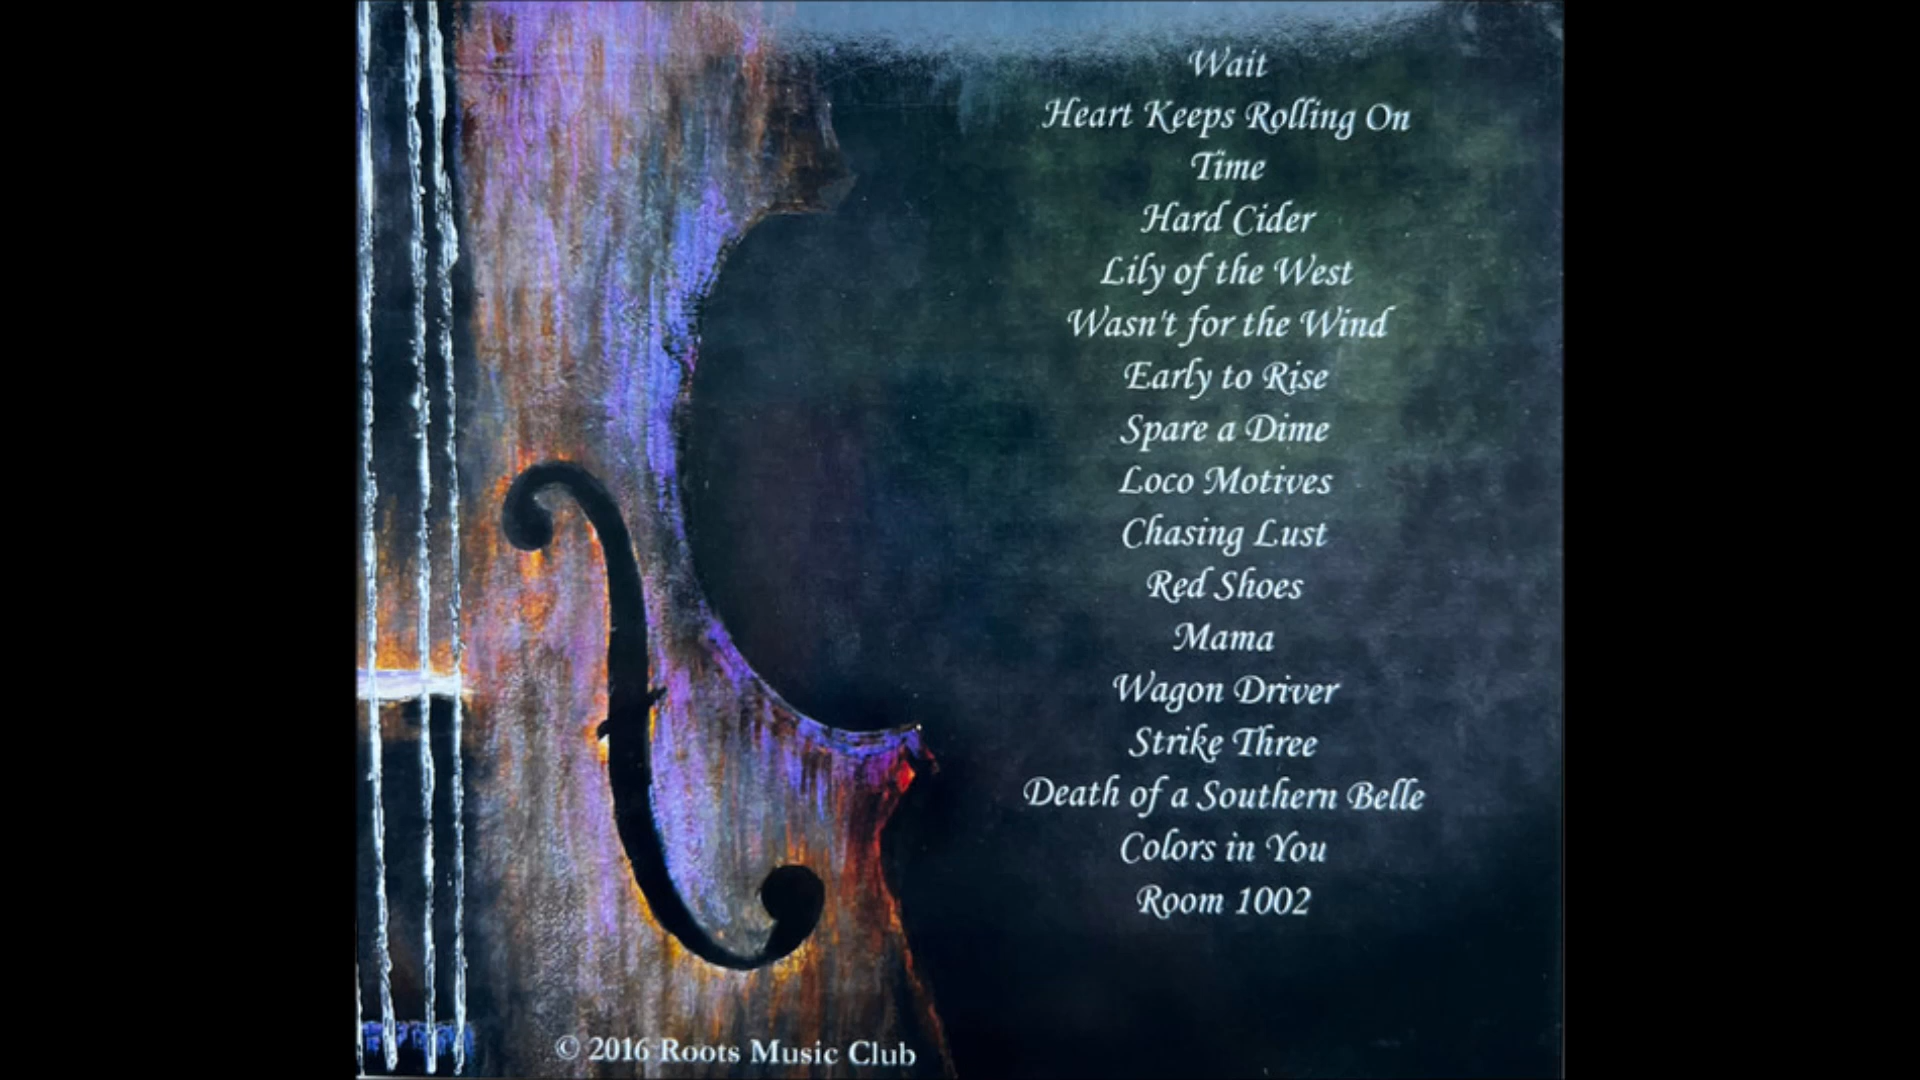 Wait
Heart Keeps Rolling On
Time
Hard Cider
Lily of the West
Wasn't for the Wind
Early to Rise
Spare a Dime
Loco Motives
Chasing Lust
Red Shoes
Mama
Wagon Driver
Strike Three
Death of a Southern Belle
Colors in You
Room 1002
© 2016 Roots Music Club